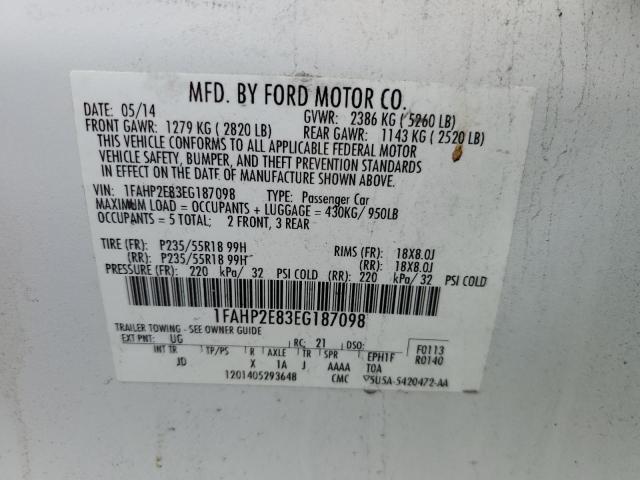 MFD. BY FORD MOTOR CO.
DATE: 05/14 GVWR: 2386 KG ( 5260 LB)
FRONT GAWR: 1279 KG ( 2820 LB) REAR GAWR: 1143 KG ( 2520 LB)
THIS VEHICLE CONFORMS TO ALL APPLICABLE FEDERAL MOTOR
VEHICLE SAFETY, BUMPER, AND THEFT PREVENTION STANDARDS
IN EFFECT ON THE DATE OF MANUFACTURE SHOWN ABOVE.
VIN: 1FAHP2E83EG187098 TYPE: Passenger Car
MAXIMUM LOAD = OCCUPANTS + LUGGAGE = 430KG/ 950LB
OCCUPANTS = 5 TOTAL; 2 FRONT, 3 REAR
TIRE (FR): P235/55R18 99H RIMS (FR): 18X8.0J
(RR): P235/55R18 99H (RR): 18X8.0J
PRESSURE (FR): 220 kPa/ 32 PSI COLD (RR): 220 kPa/ 32 PSI COLD
1FAHP2E83EG187098
TRAILER TOWING - SEE OWNER GUIDE
EXT PNT: UG RC: 21 DSO: F0113
INT TR TP/PS R AXLE TR SPR EPH1F R0140
JD X 1A J AAAA T0A
1201405293648 CMC ▽5U5A-5420472-AA